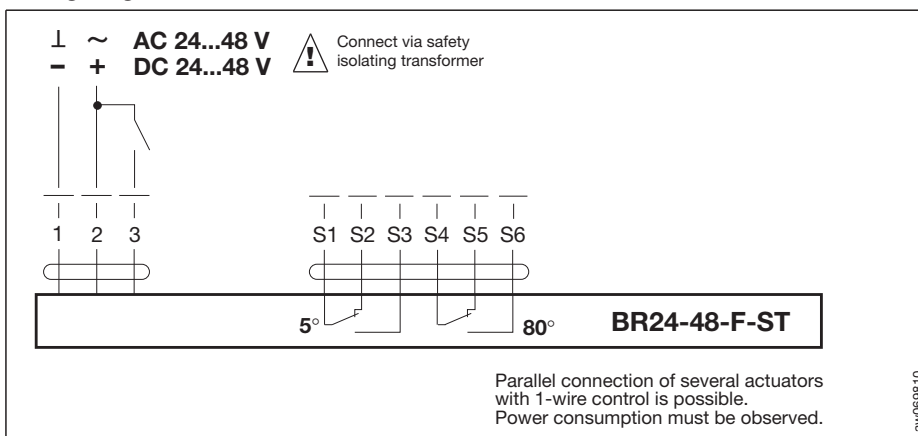 ⊥ ~ AC 24...48 V
– + DC 24...48 V
Connect via safety
isolating transformer
1 2 3
S1 S2 S3 S4 S5 S6
5° 80° BR24-48-F-ST
Parallel connection of several actuators
with 1-wire control is possible.
Power consumption must be observed.